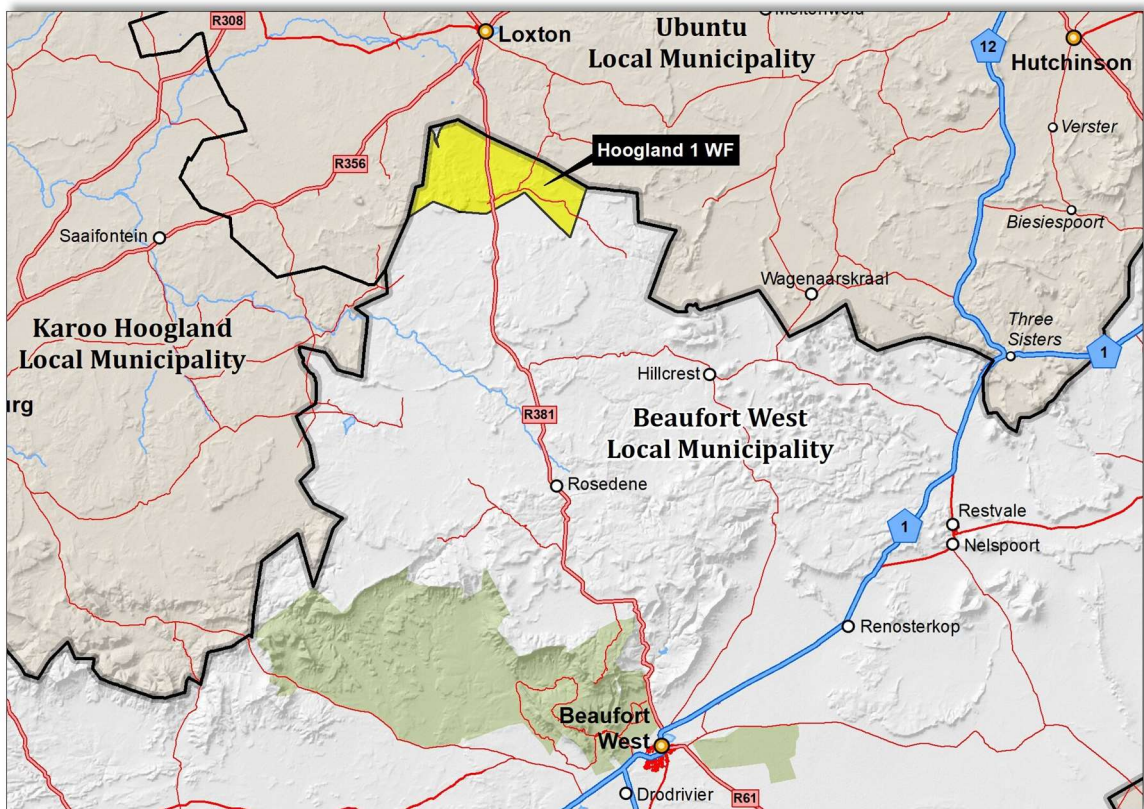 R308
Loxton
Ubuntu
Local Municipality
12
Hutchinson
Verster
Hoogland 1 WF
R356
Biesiespoort
Saaifontein
Wagenaarskraal
Karoo Hoogland
Local Municipality
Three
Sisters
1
Hillcrest
urg
R381
Beaufort West
Local Municipality
Rosedene
1
Restvale
Nelspoort
Renosterkop
Beaufort
West
Drodrivier
R61